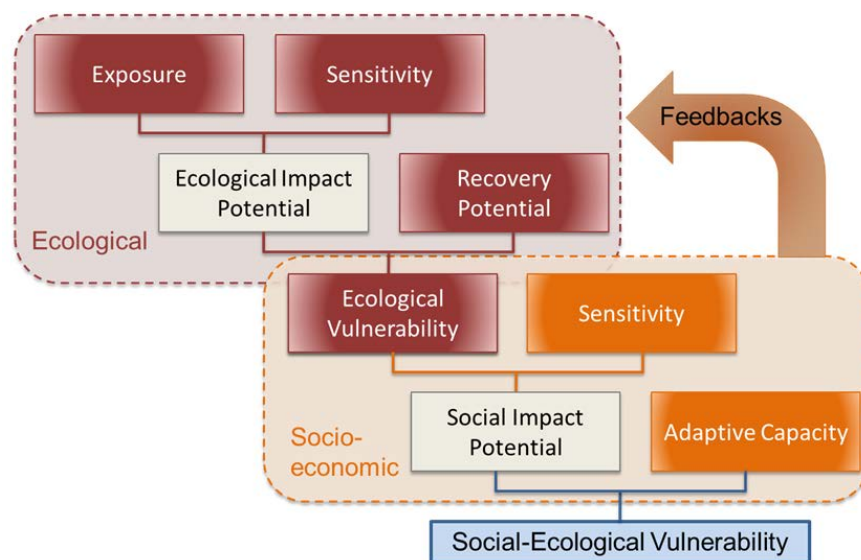 Exposure
Sensitivity
Feedbacks
Ecological Impact
Potential
Recovery
Potential
Ecological
Ecological
Vulnerability
Sensitivity
Social Impact
Potential
Adaptive Capacity
Socio-
economic
Social-Ecological Vulnerability